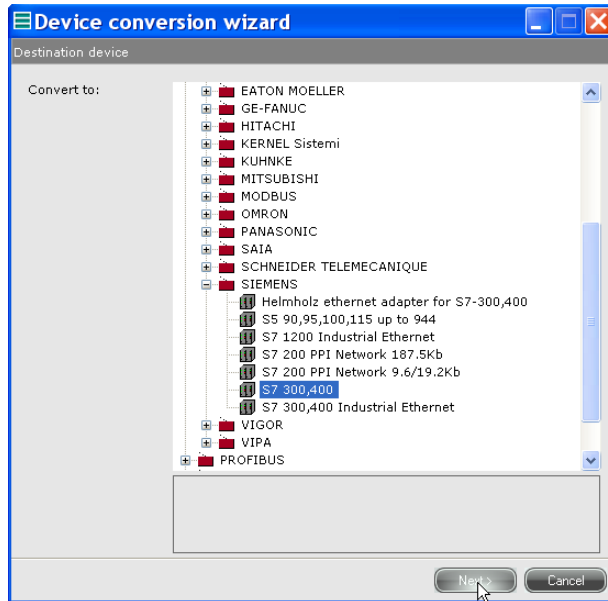 Device conversion wizard
Destination device
Convert to:
EATON MOELLER
GE-FANUC
HITACHI
KERNEL Sistemi
KUHNKE
MITSUBISHI
MODBUS
OMRON
PANASONIC
SAIA
SCHNEIDER TELEMECANIQUE
SIEMENS
Helmholz ethernet adapter for S7-300,400
S5 90,95,100,115 up to 944
S7 1200 Industrial Ethernet
S7 200 PPI Network 187.5Kb
S7 200 PPI Network 9.6/19.2Kb
S7 300,400
S7 300,400 Industrial Ethernet
VIGOR
VIPA
PROFIBUS
Next > Cancel